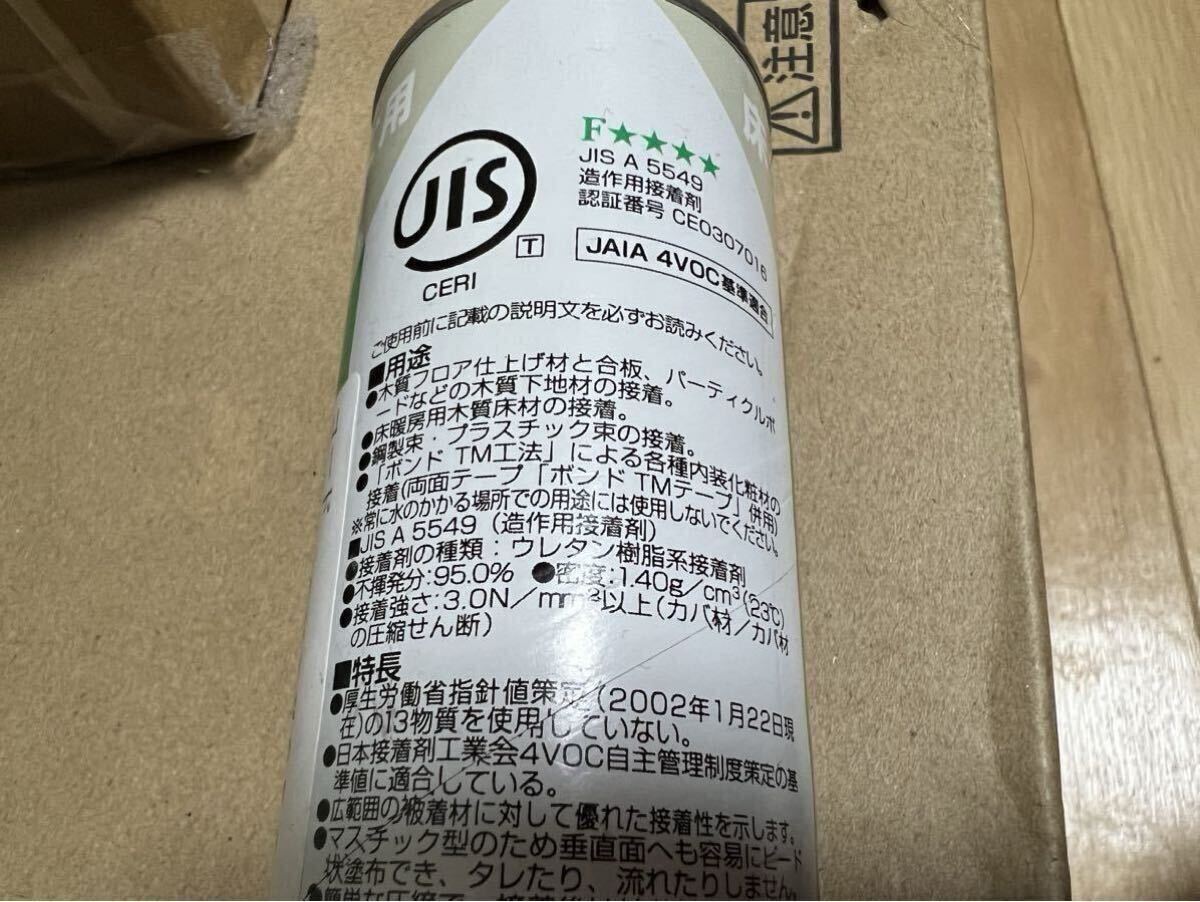 用
床
⚠注意
JIS
T
CERI
F★★★★
JIS A 5549
造作用接着剤
認証番号 CE0307016
JAIA 4VOC基準適合
ご使用前に記載の説明文を必ずお読みください。
■用途
●木質フロア仕上げ材と合板、パーティクルボ
ードなどの木質下地材の接着。
●床暖房用木質床材の接着。
●鋼製束・プラスチック束の接着。
●「ボンド TM工法」による各種内装化粧材の
接着(両面テープ「ボンド TMテープ」併用)
※常に水のかかる場所での用途には使用しないでください。
■JIS A 5549 (造作用接着剤)
●接着剤の種類：ウレタン樹脂系接着剤
●不揮発分:95.0% ●密度:1.40g/cm³(23℃)
●接着強さ:3.0N/mm²以上(カバ材/カバ材
の圧縮せん断)
■特長
●厚生労働省指針値策定(2002年1月22日現
在)の13物質を使用していない。
●日本接着剤工業会4VOC自主管理制度策定の基
準値に適合している。
●広範囲の被着材に対して優れた接着性を示します。
●マスチック型のため垂直面へも容易にビード
状塗布でき、タレたり、流れたりしません。
●簡単な圧締で、接着後は